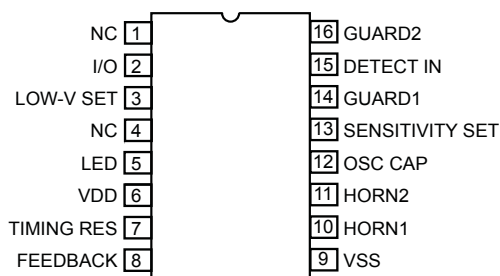 NC 1
I/O 2
LOW-V SET 3
NC 4
LED 5
VDD 6
TIMING RES 7
FEEDBACK 8
16 GUARD2
15 DETECT IN
14 GUARD1
13 SENSITIVITY SET
12 OSC CAP
11 HORN2
10 HORN1
9 VSS